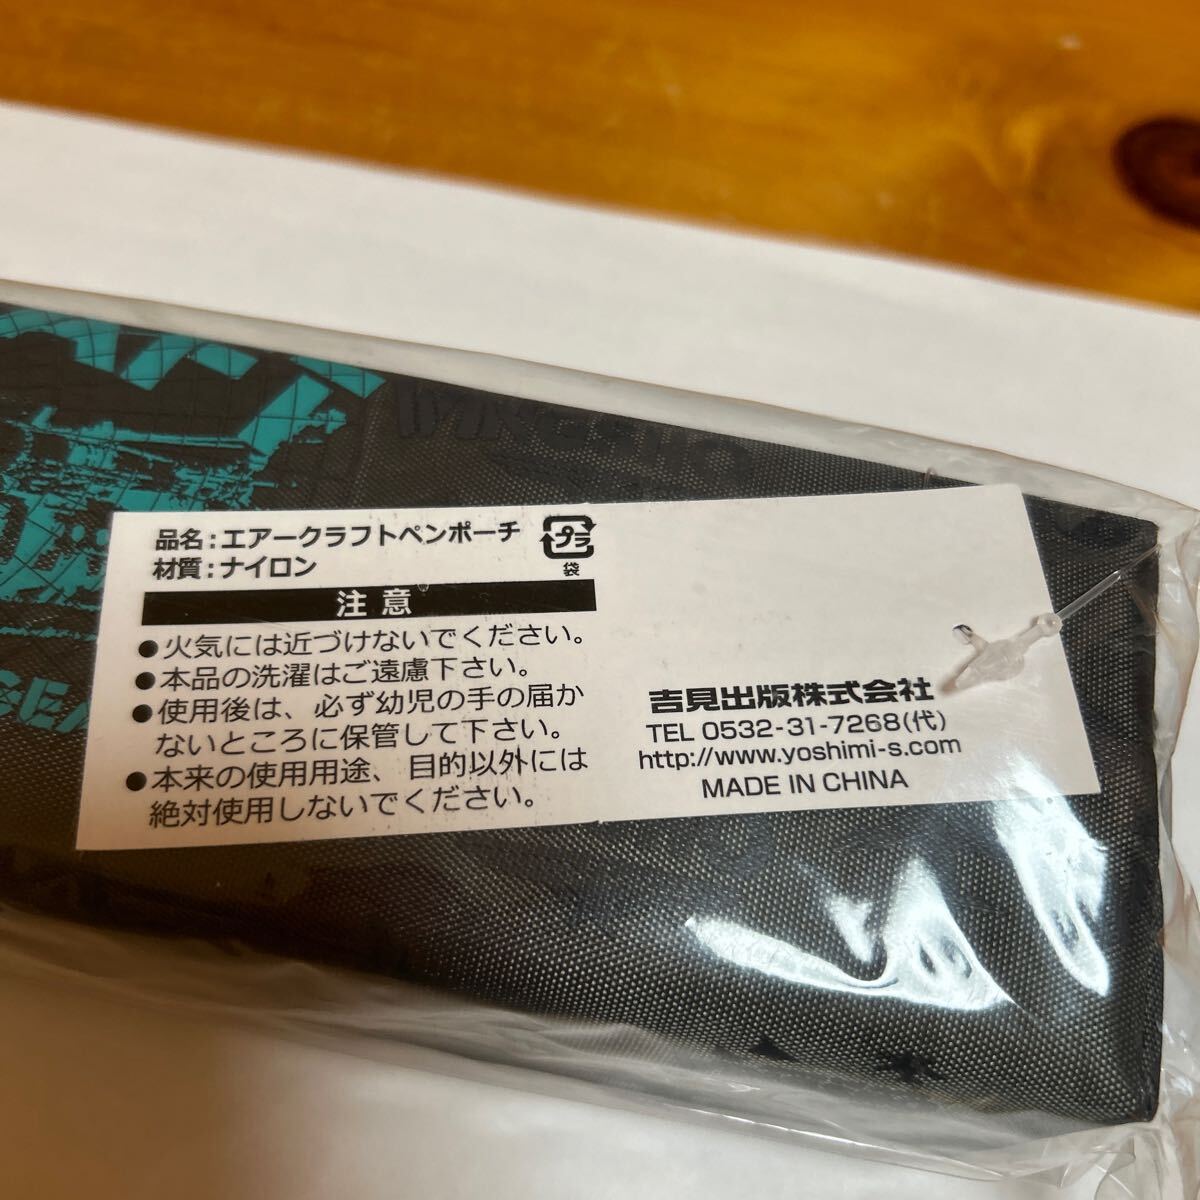 品名：エアークラフトペンポーチ
材質：ナイロン
プラ
袋
注 意
●火気には近づけないでください。
●本品の洗濯はご遠慮下さい。
●使用後は、必ず幼児の手の届か
ないところに保管して下さい。
●本来の使用用途、目的以外には
絶対使用しないでください。
吉見出版株式会社
TEL 0532-31-7268(代)
http://www.yoshimi-s.com
MADE IN CHINA